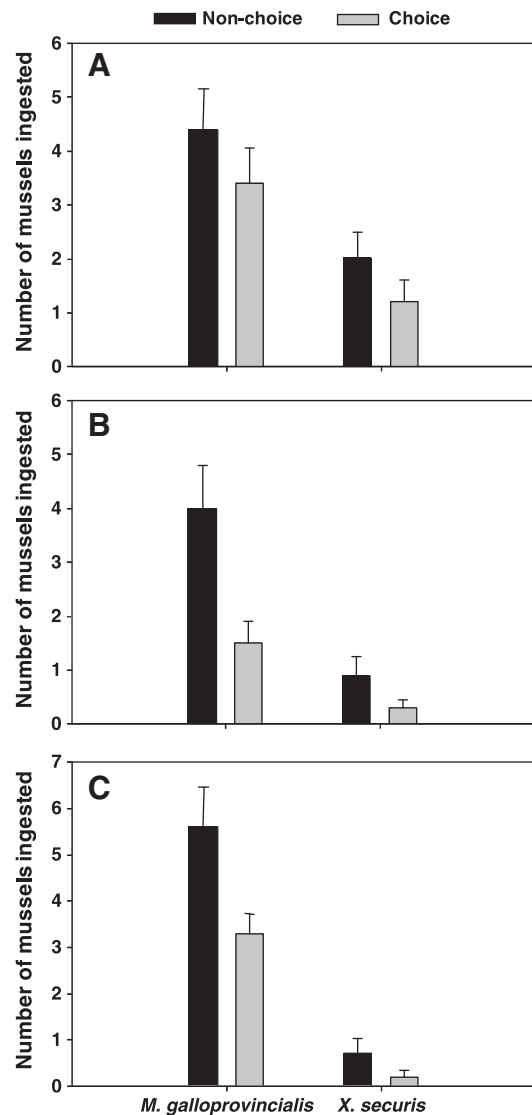 Non-choice Choice
A
Number of mussels ingested
6
5
4
3
2
1
0
B
Number of mussels ingested
6
5
4
3
2
1
0
C
Number of mussels ingested
7
6
5
4
3
2
1
0
M. galloprovincialis X. securis